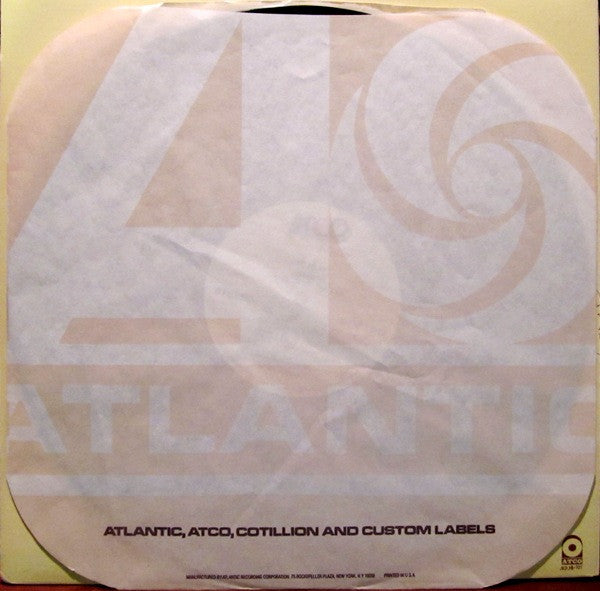 ATCO
ATLANTIC
ATLANTIC, ATCO, COTILLION AND CUSTOM LABELS
MANUFACTURED BY ATLANTIC RECORDING CORPORATION, 75 ROCKEFELLER PLAZA, NEW YORK, N.Y. 10019 PRINTED IN U.S.A.
ATCO